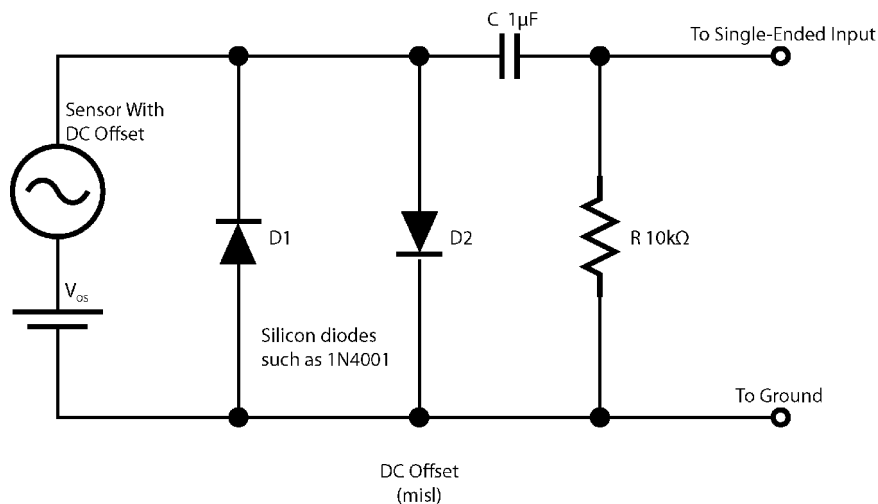 C 1µF
To Single-Ended Input
Sensor With
DC Offset
D1
D2
R 10kΩ
Vos
Silicon diodes
such as 1N4001
To Ground
DC Offset
(misl)